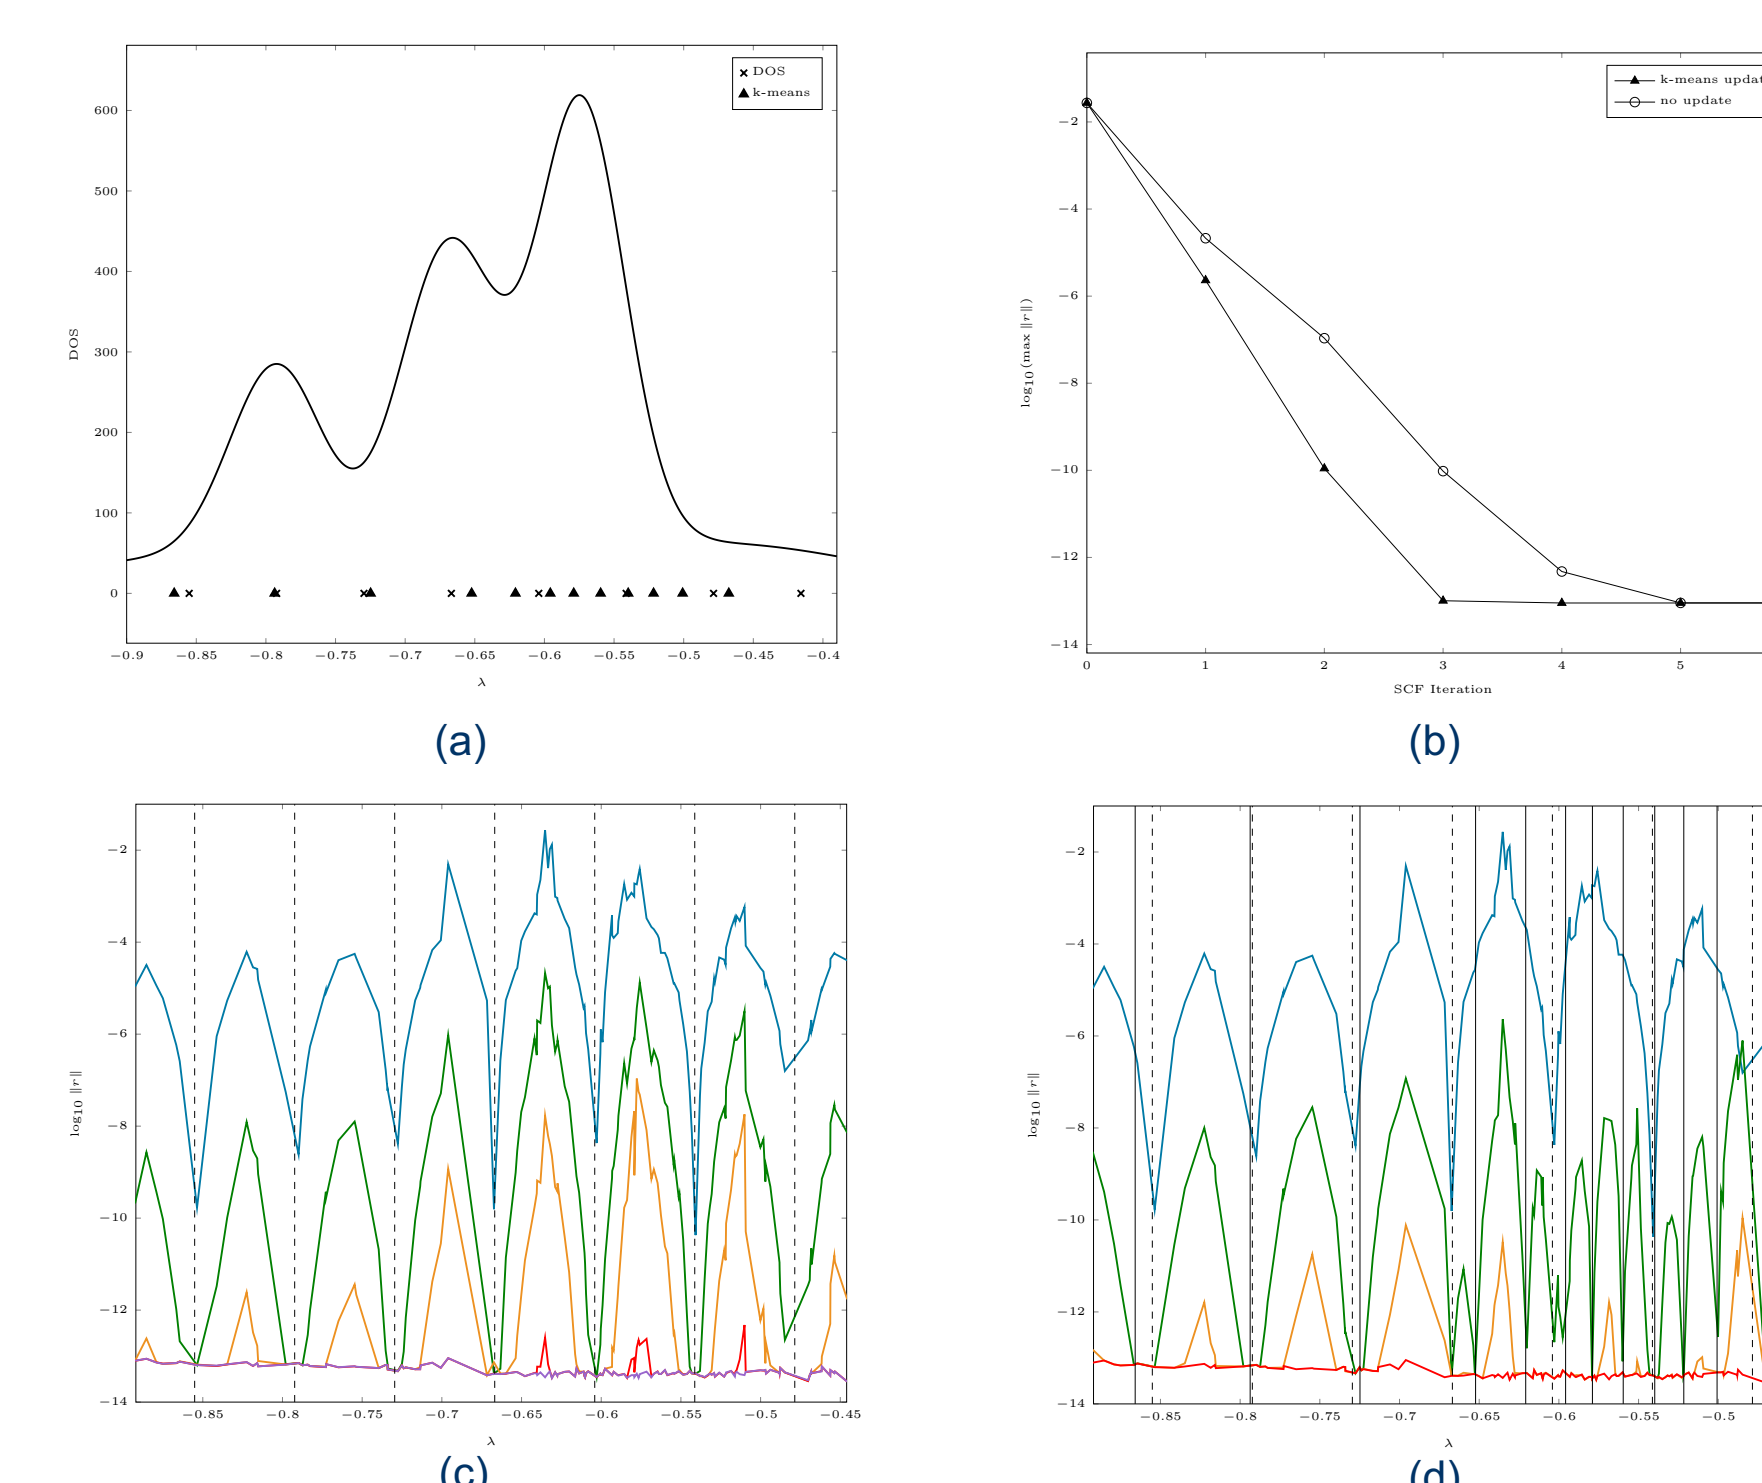 DOS
k-means
600
500
400
300
200
100
0
DOS
−0.9 −0.85 −0.8 −0.75 −0.7 −0.65 −0.6 −0.55 −0.5 −0.45 −0.4
λ
(a)
k-means updat
no update
−2
−4
−6
−8
−10
−12
−14
log₁₀(max ‖r‖)
0 1 2 3 4 5
SCF Iteration
(b)
−2
−4
−6
−8
−10
−12
−14
log₁₀ ‖r‖
−0.85 −0.8 −0.75 −0.7 −0.65 −0.6 −0.55 −0.5 −0.45
λ
(c)
−2
−4
−6
−8
−10
−12
−14
log₁₀ ‖r‖
−0.85 −0.8 −0.75 −0.7 −0.65 −0.6 −0.55 −0.5
λ
(d)